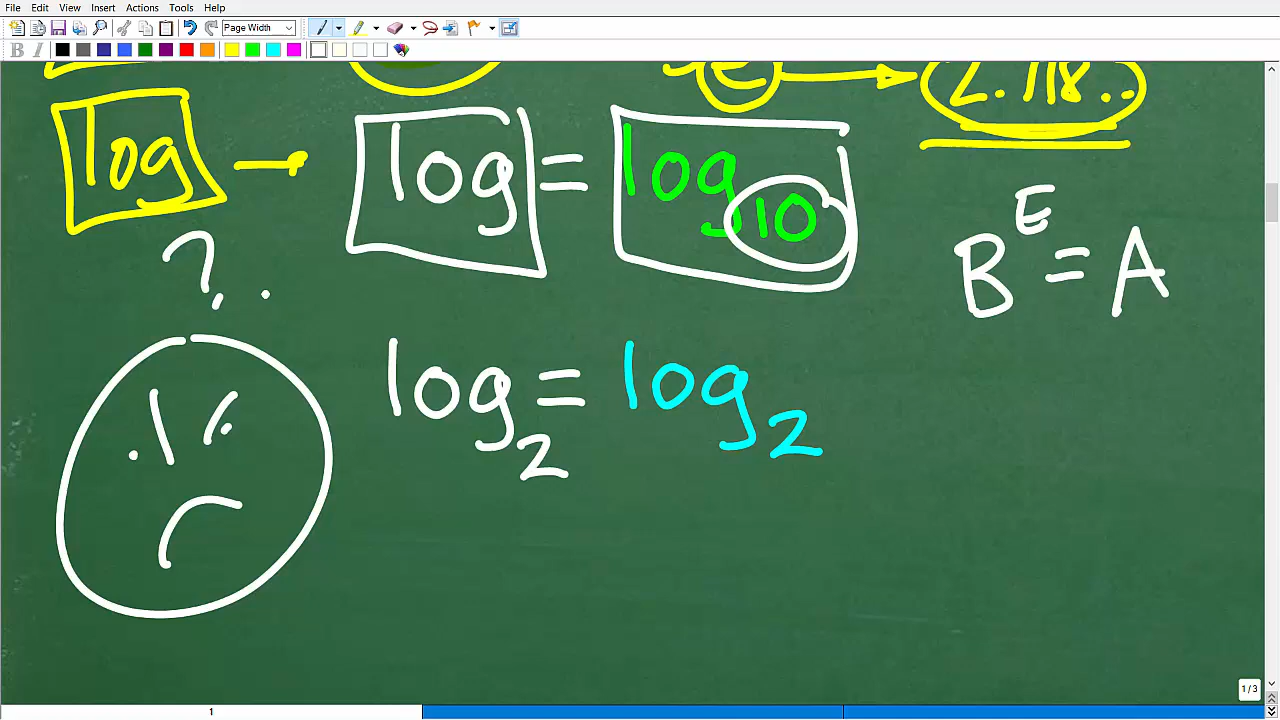 File Edit View Insert Actions Tools Help
Page Width
B I
e → 2.718..
log → log = log₁₀
?
Bᴱ = A
log₂ = log₂
1/3
1